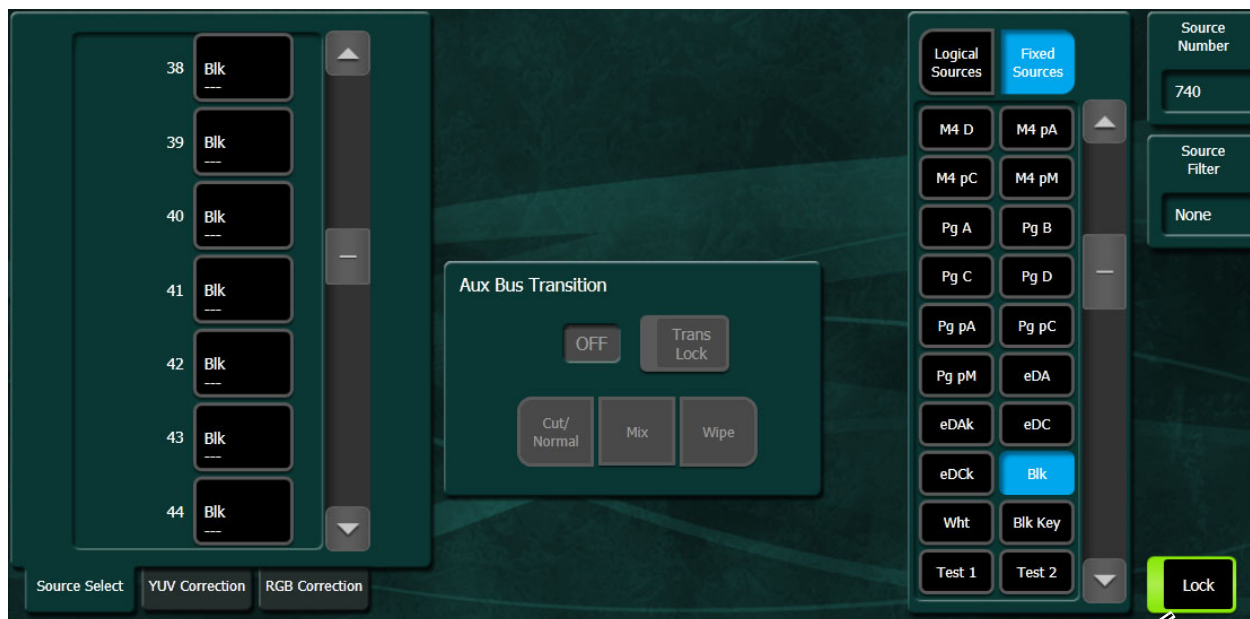 38 Blk
---
39 Blk
---
40 Blk
---
41 Blk
---
42 Blk
---
43 Blk
---
44 Blk
---
Source Select YUV Correction RGB Correction
Aux Bus Transition
OFF
Trans
Lock
Cut/
Normal
Mix
Wipe
Logical
Sources
Fixed
Sources
M4 D M4 pA
M4 pC M4 pM
Pg A Pg B
Pg C Pg D
Pg pA Pg pC
Pg pM eDA
eDAk eDC
eDCk Blk
Wht Blk Key
Test 1 Test 2
Source
Number
740
Source
Filter
None
Lock